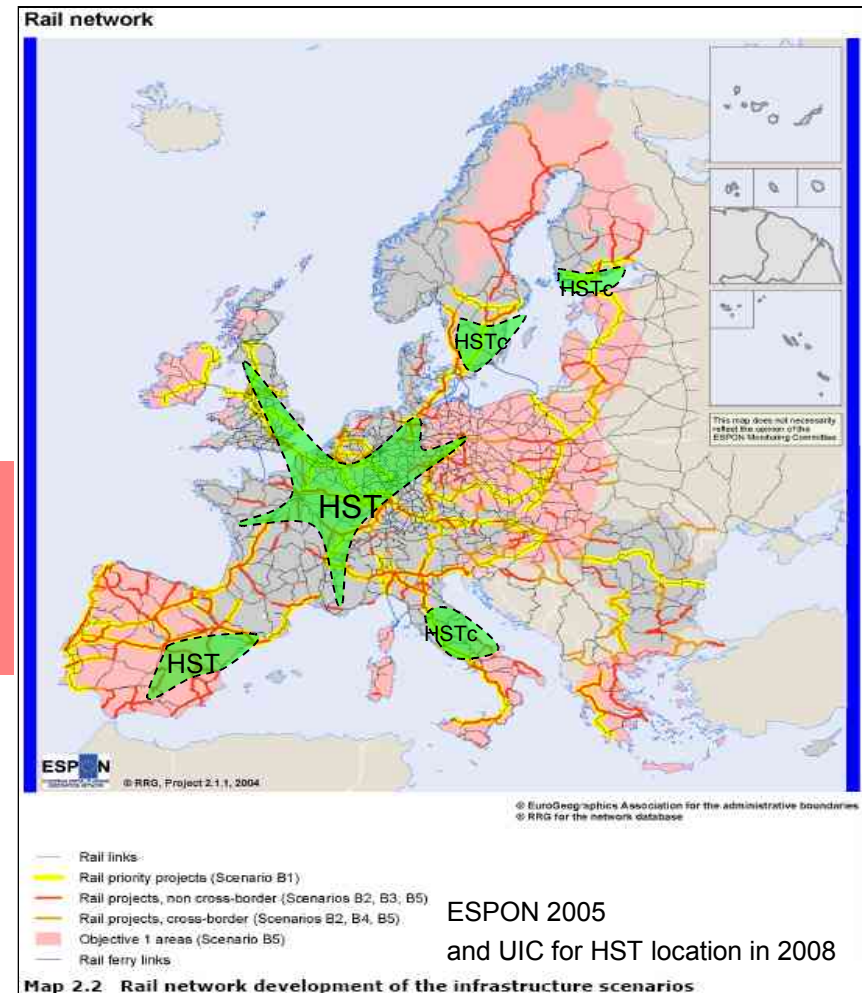 Rail network
HSTc
HSTc
This map does not necessarily
reflect the opinion of the
ESPON Monitoring Committee
HST
HSTc
HST
ESPON
© RRG, Project 2.1.1, 2004
© EuroGeographics Association for the administrative boundaries
© RRG for the network database
Rail links
Rail priority projects (Scenario B1)
Rail projects, non cross-border (Scenarios B2, B3, B5)
Rail projects, cross-border (Scenarios B2, B4, B5)
Objective 1 areas (Scenario B5)
Rail ferry links
ESPON 2005
and UIC for HST location in 2008
Map 2.2 Rail network development of the infrastructure scenarios